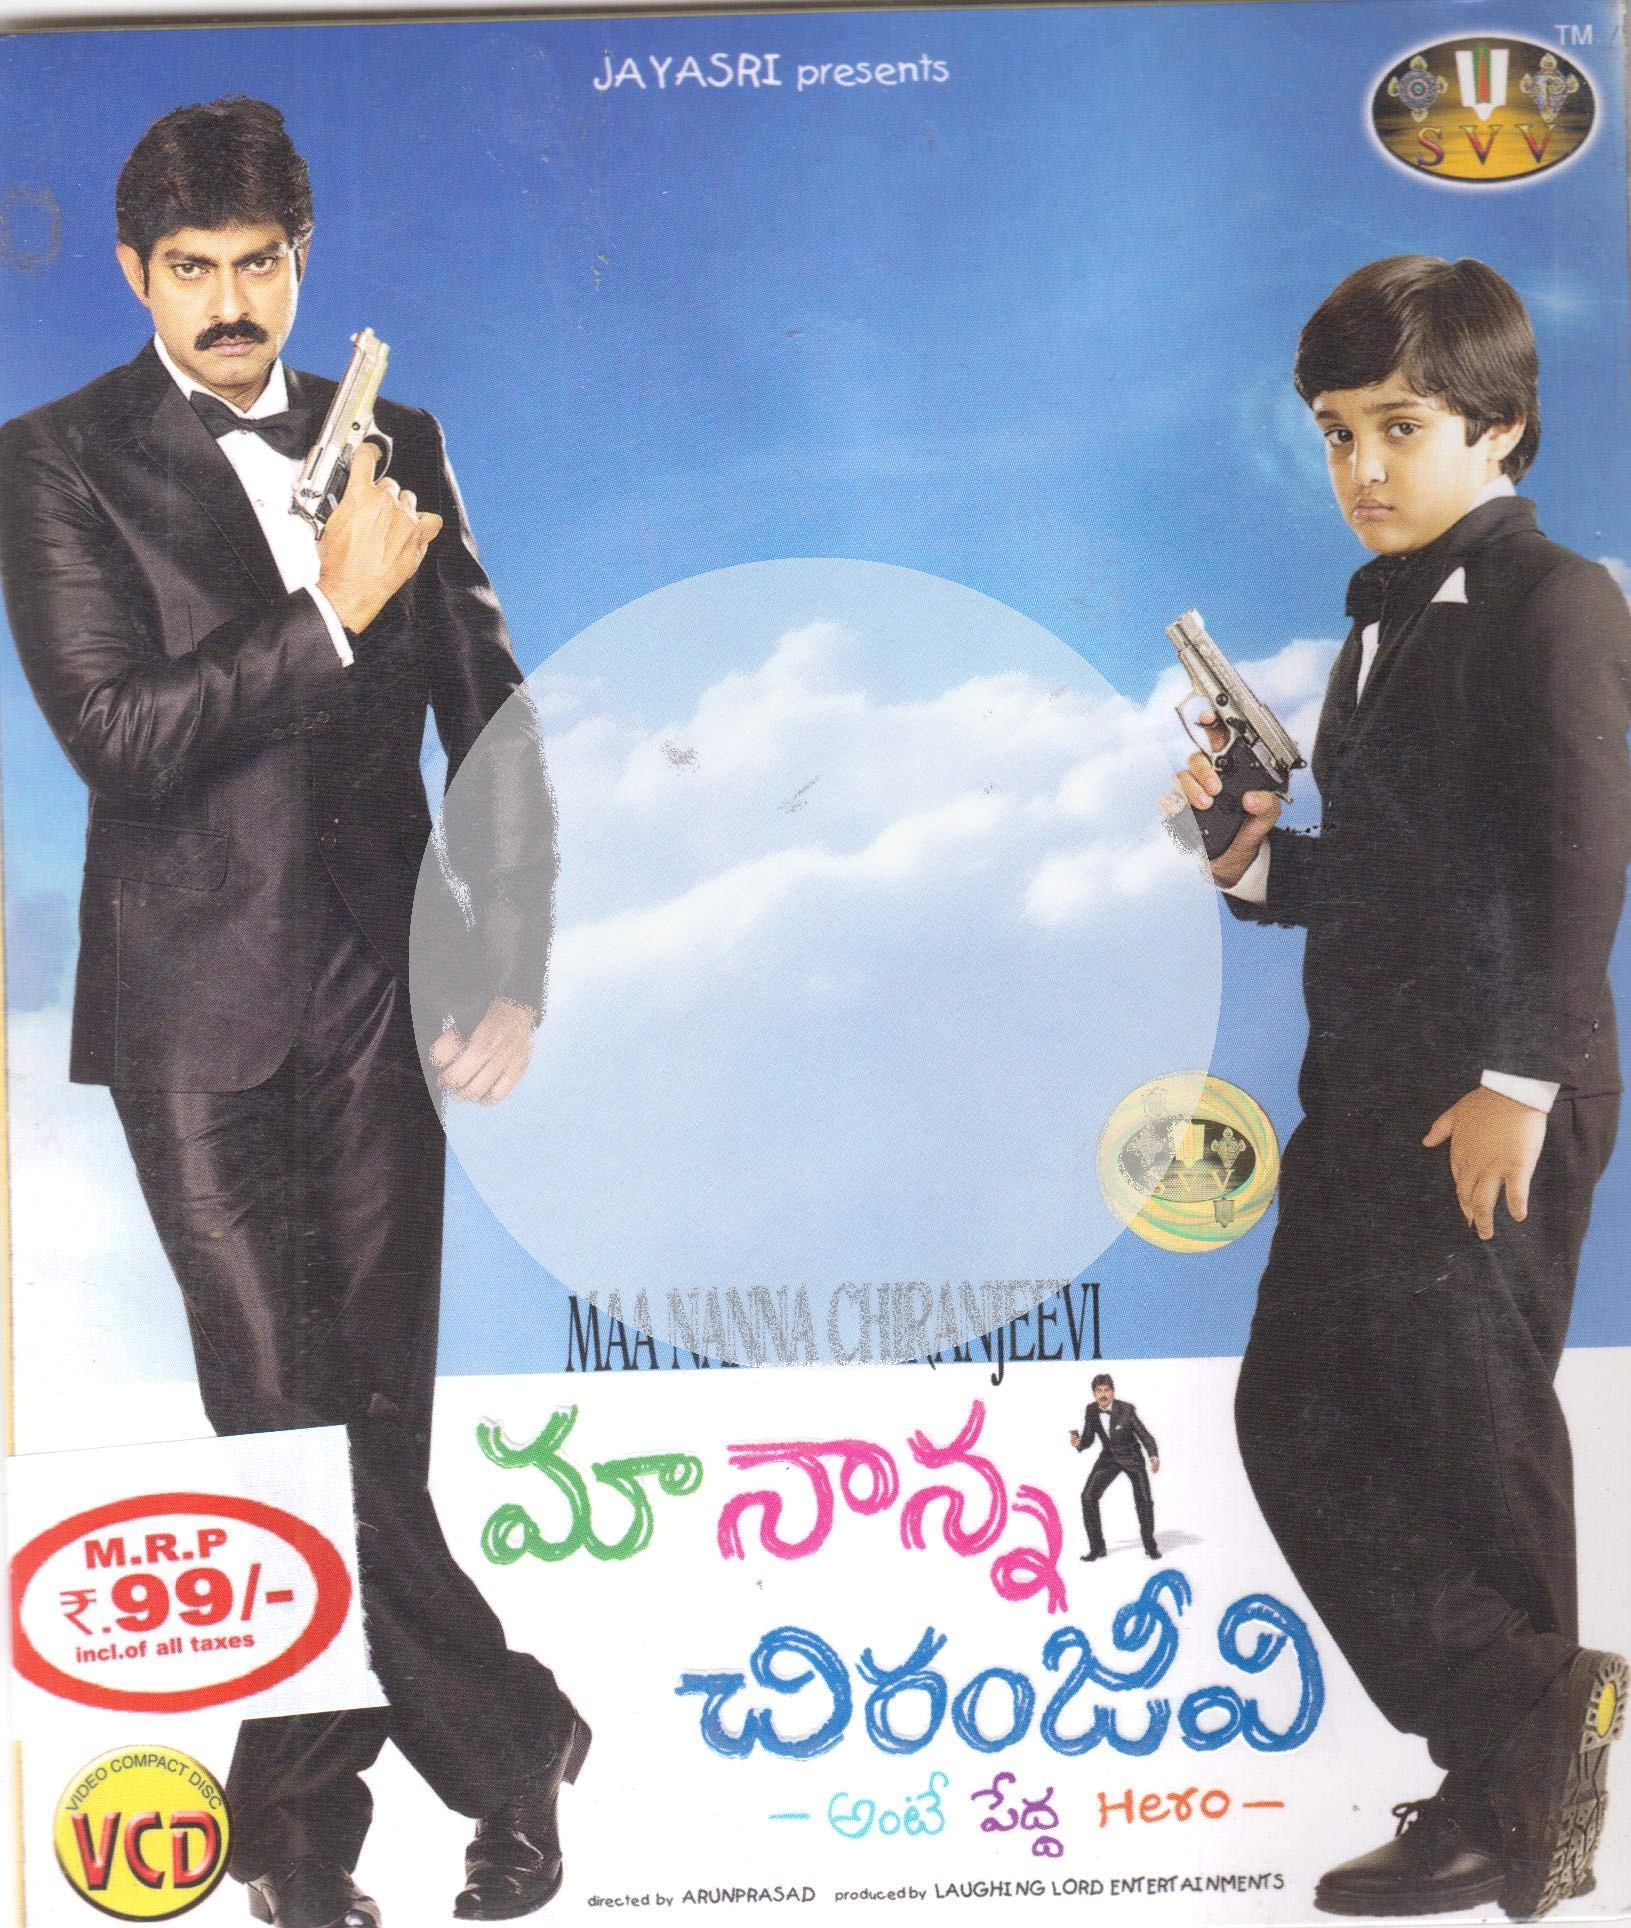 JAYASRI presents
TM
SVV
SVV
MAA NANNA CHIRANJEEVI
మా నాన్న
చిరంజీవి
- అంటే పేద్ద Hero -
M.R.P
₹.99/-
incl.of all taxes
VIDEO COMPACT DISC
VCD
directed by ARUNPRASAD produced by LAUGHING LORD ENTERTAINMENTS